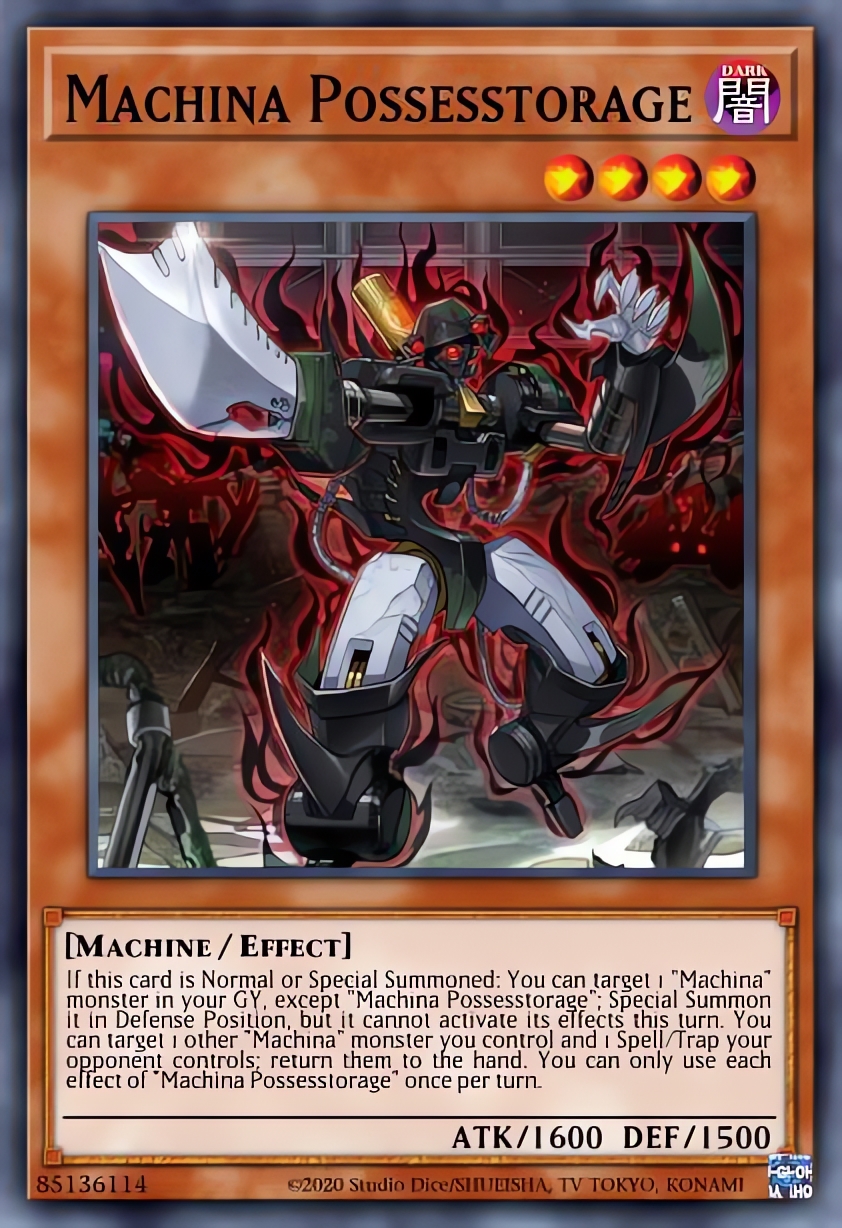 MACHINA POSSESSTORAGE
DARK
闇
[MACHINE / EFFECT]
If this card is Normal or Special Summoned: You can target 1 "Machina"
monster in your GY, except "Machina Possesstorage"; Special Summon
it in Defense Position, but it cannot activate its effects this turn. You
can target 1 other "Machina" monster you control and 1 Spell/Trap your
opponent controls; return them to the hand. You can only use each
effect of "Machina Possesstorage" once per turn.
ATK/1600 DEF/1500
85136114
©2020 Studio Dice/SHUEISHA, TV TOKYO, KONAMI